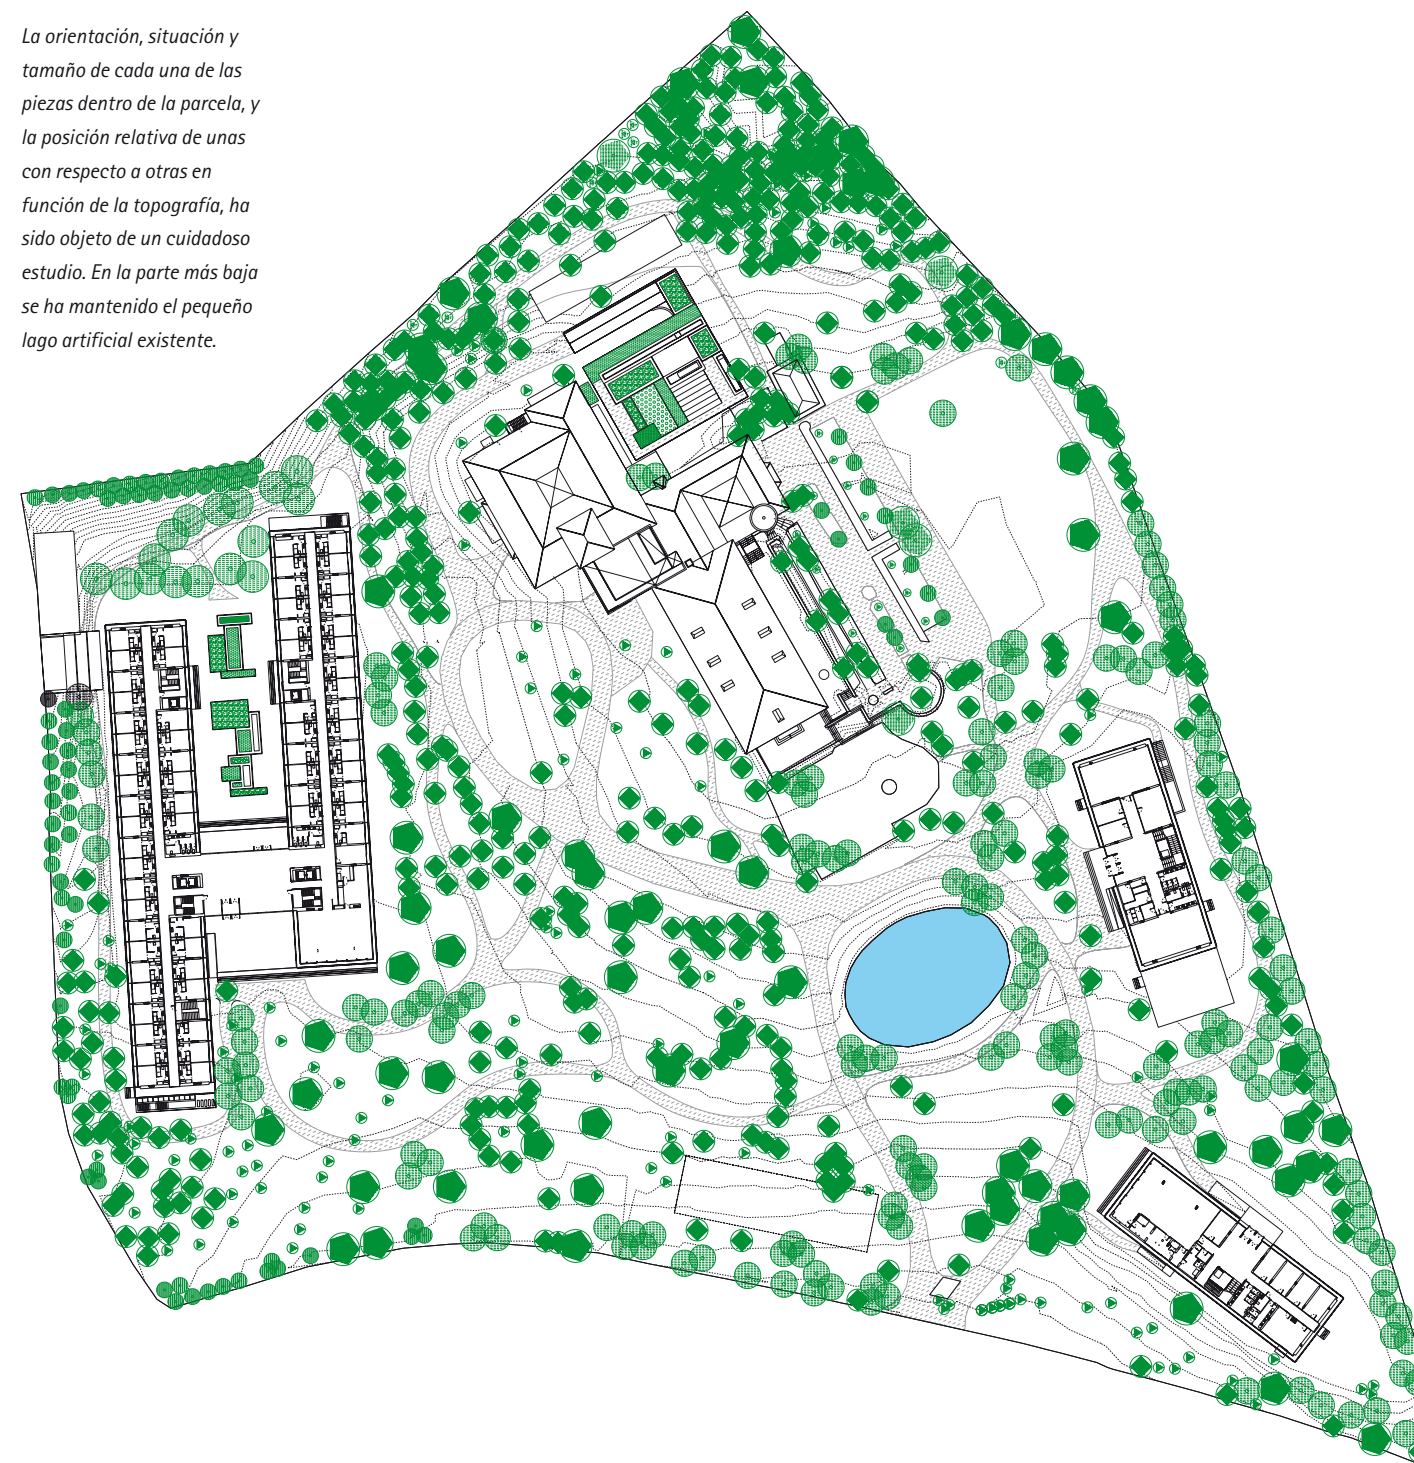 La orientación, situación y
tamaño de cada una de las
piezas dentro de la parcela, y
la posición relativa de unas
con respecto a otras en
función de la topografía, ha
sido objeto de un cuidadoso
estudio. En la parte más baja
se ha mantenido el pequeño
lago artificial existente.